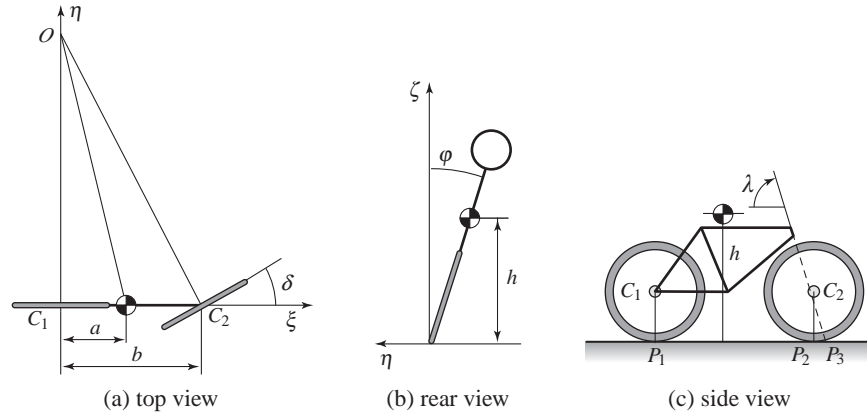 η
O
δ
C₁
C₂
ξ
a
b
(a) top view
ζ
φ
h
η
(b) rear view
λ
h
C₁
C₂
P₁
P₂
P₃
(c) side view